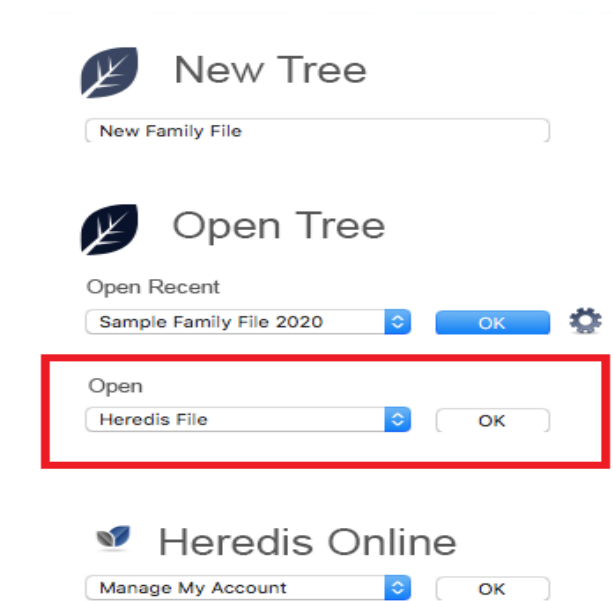 New Tree
New Family File
Open Tree
Open Recent
Sample Family File 2020 OK
Open
Heredis File OK
Heredis Online
Manage My Account OK